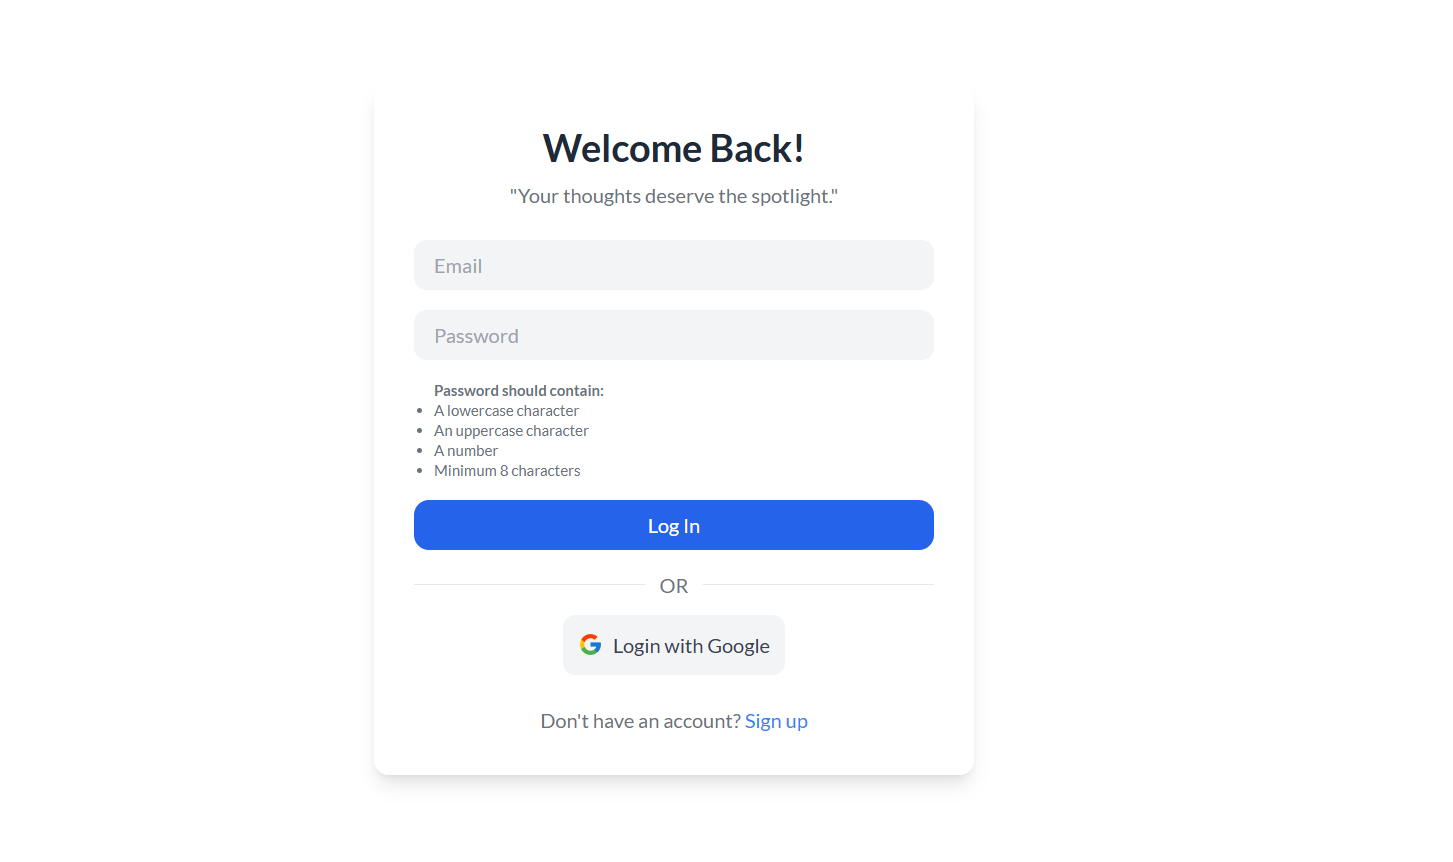 Welcome Back!
"Your thoughts deserve the spotlight."
Email
Password
Password should contain:
• A lowercase character
• An uppercase character
• A number
• Minimum 8 characters
Log In
OR
Login with Google
Don't have an account? Sign up